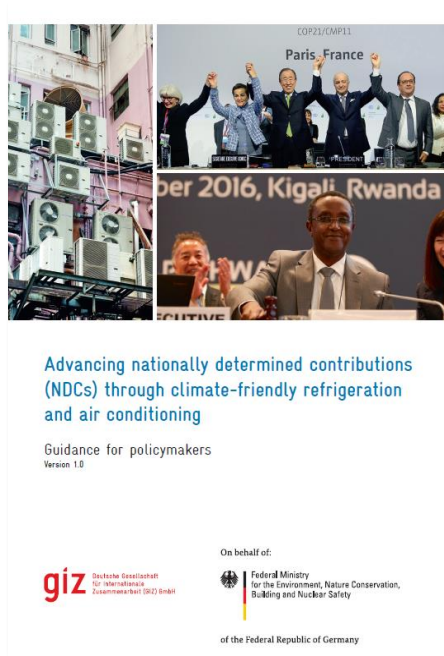 COP21/CMP11
Paris France
PRESIDENT
ber 2016, Kigali, Rwanda
Advancing nationally determined contributions
(NDCs) through climate-friendly refrigeration
and air conditioning
Guidance for policymakers
Version 1.0
On behalf of:
giz
Deutsche Gesellschaft
für Internationale
Zusammenarbeit (GIZ) GmbH
Federal Ministry
for the Environment, Nature Conservation,
Building and Nuclear Safety
of the Federal Republic of Germany